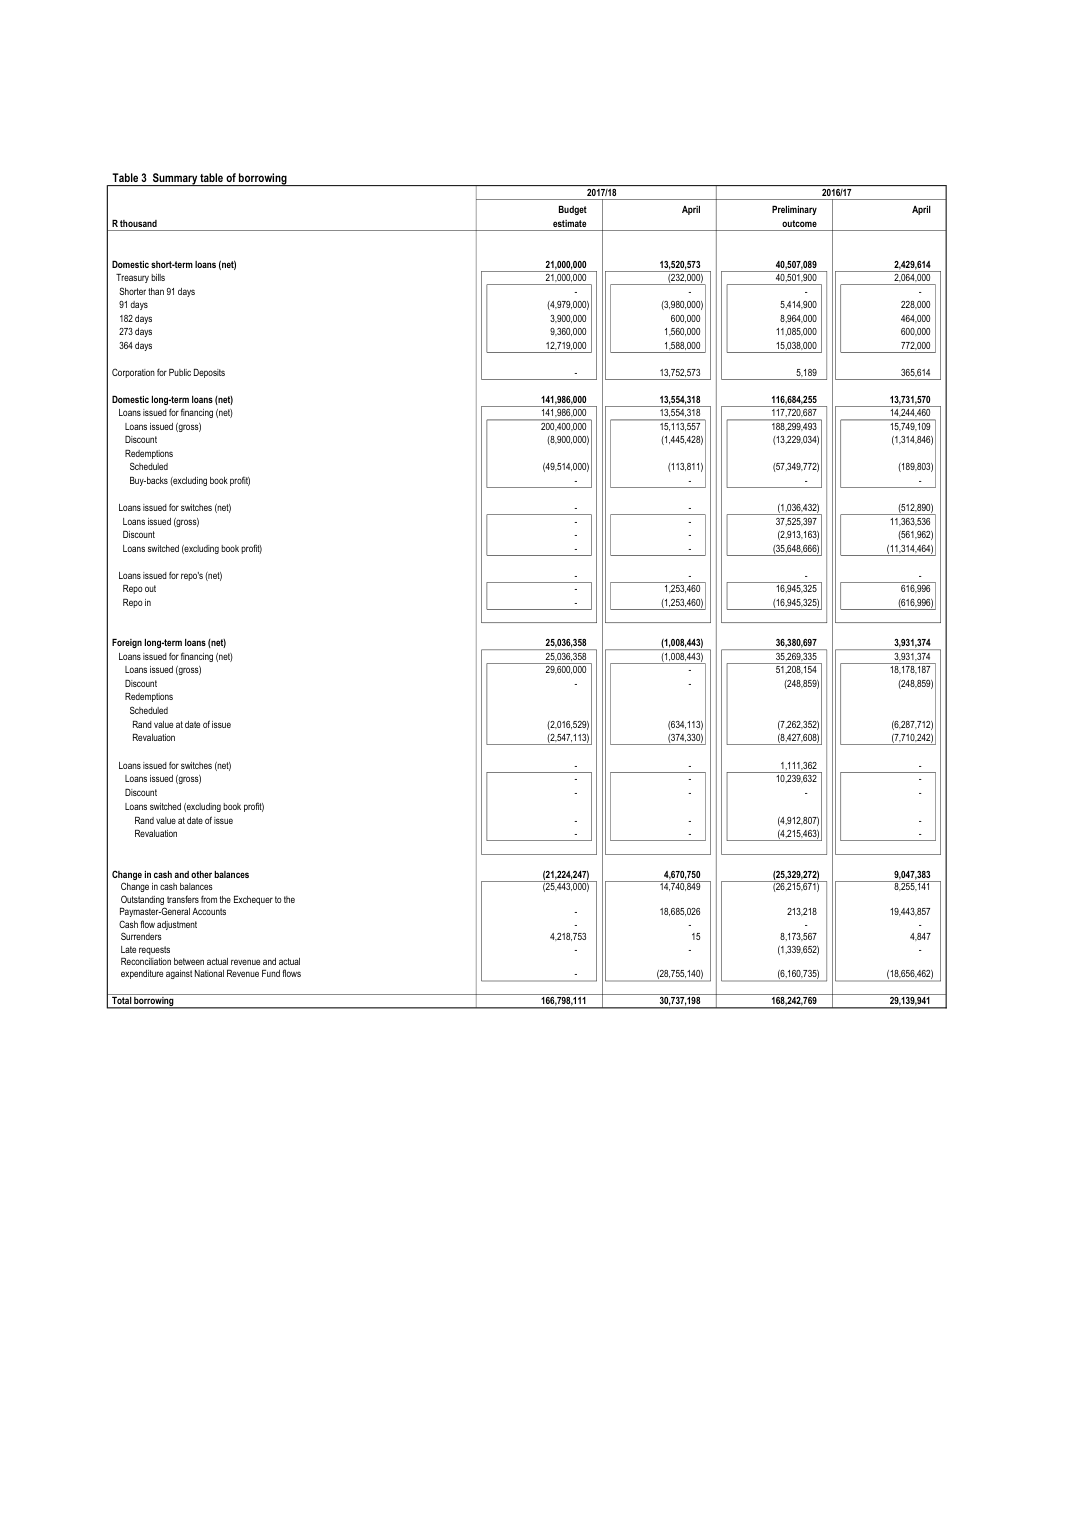 Table 3 Summary table of borrowing
2017/18 2016/17
Budget April Preliminary April
R thousand estimate outcome
Domestic short-term loans (net) 21,000,000 13,520,573 40,507,089 2,429,614
Treasury bills 21,000,000 (232,000) 40,501,900 2,064,000
Shorter than 91 days - - - -
91 days (4,979,000) (3,980,000) 5,414,900 228,000
182 days 3,900,000 600,000 8,964,000 464,000
273 days 9,360,000 1,560,000 11,085,000 600,000
364 days 12,719,000 1,588,000 15,038,000 772,000
Corporation for Public Deposits - 13,752,573 5,189 365,614
Domestic long-term loans (net) 141,986,000 13,554,318 116,684,255 13,731,570
Loans issued for financing (net) 141,986,000 13,554,318 117,720,687 14,244,460
Loans issued (gross) 200,400,000 15,113,557 188,299,493 15,749,109
Discount (8,900,000) (1,445,428) (13,229,034) (1,314,846)
Redemptions
Scheduled (49,514,000) (113,811) (57,349,772) (189,803)
Buy-backs (excluding book profit) - - - -
Loans issued for switches (net) - - (1,036,432) (512,890)
Loans issued (gross) - - 37,525,397 11,363,536
Discount - - (2,913,163) (561,962)
Loans switched (excluding book profit) - - (35,648,666) (11,314,464)
Loans issued for repo's (net) - - - -
Repo out - 1,253,460 16,945,325 616,996
Repo in - (1,253,460) (16,945,325) (616,996)
Foreign long-term loans (net) 25,036,358 (1,008,443) 36,380,697 3,931,374
Loans issued for financing (net) 25,036,358 (1,008,443) 35,269,335 3,931,374
Loans issued (gross) 29,600,000 - 51,208,154 18,178,187
Discount - - (248,859) (248,859)
Redemptions
Scheduled
Rand value at date of issue (2,016,529) (634,113) (7,262,352) (6,287,712)
Revaluation (2,547,113) (374,330) (8,427,608) (7,710,242)
Loans issued for switches (net) - - 1,111,362 -
Loans issued (gross) - - 10,239,632 -
Discount - - - -
Loans switched (excluding book profit)
Rand value at date of issue - - (4,912,807) -
Revaluation - - (4,215,463) -
Change in cash and other balances (21,224,247) 4,670,750 (25,329,272) 9,047,383
Change in cash balances (25,443,000) 14,740,849 (26,215,671) 8,255,141
Outstanding transfers from the Exchequer to the
Paymaster-General Accounts - 18,685,026 213,218 19,443,857
Cash flow adjustment - - - -
Surrenders 4,218,753 15 8,173,567 4,847
Late requests - - (1,339,652) -
Reconciliation between actual revenue and actual
expenditure against National Revenue Fund flows - (28,755,140) (6,160,735) (18,656,462)
Total borrowing 166,798,111 30,737,198 168,242,769 29,139,941